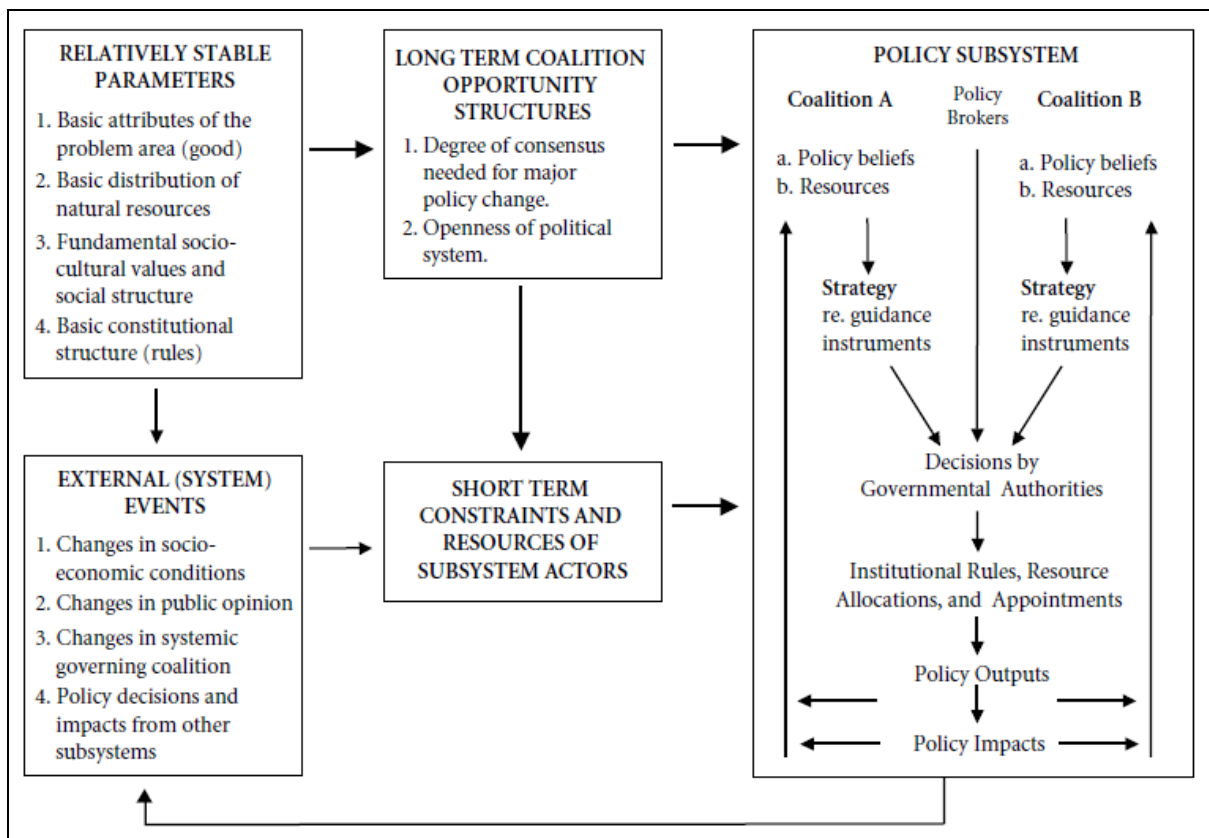 RELATIVELY STABLE
PARAMETERS
1. Basic attributes of the
problem area (good)
2. Basic distribution of
natural resources
3. Fundamental socio-
cultural values and
social structure
4. Basic constitutional
structure (rules)
LONG TERM COALITION
OPPORTUNITY
STRUCTURES
1. Degree of consensus
needed for major
policy change.
2. Openness of political
system.
EXTERNAL (SYSTEM)
EVENTS
1. Changes in socio-
economic conditions
2. Changes in public opinion
3. Changes in systemic
governing coalition
4. Policy decisions and
impacts from other
subsystems
SHORT TERM
CONSTRAINTS AND
RESOURCES OF
SUBSYSTEM ACTORS
POLICY SUBSYSTEM
Coalition A
Policy
Brokers
Coalition B
a. Policy beliefs
b. Resources
a. Policy beliefs
b. Resources
Strategy
re. guidance
instruments
Strategy
re. guidance
instruments
Decisions by
Governmental Authorities
Institutional Rules, Resource
Allocations, and Appointments
Policy Outputs
Policy Impacts